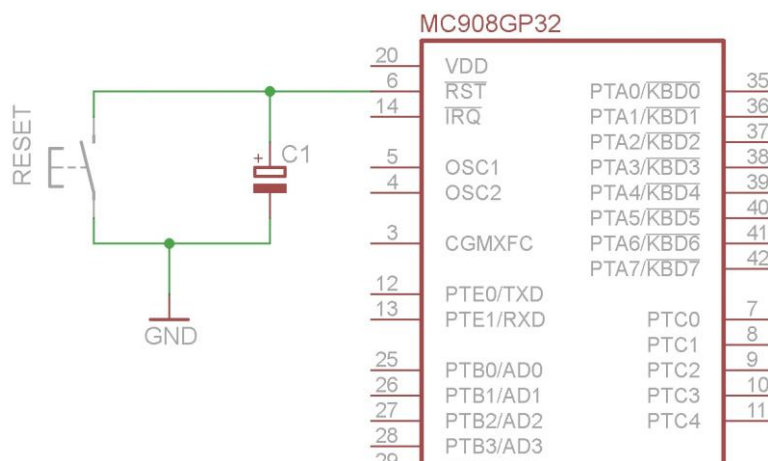 MC908GP32
20 VDD
6 RST PTA0/KBD0 35
14 IRQ PTA1/KBD1 36
PTA2/KBD2 37
5 OSC1 PTA3/KBD3 38
4 OSC2 PTA4/KBD4 39
PTA5/KBD5 40
3 CGMXFC PTA6/KBD6 41
PTA7/KBD7 42
12 PTE0/TXD
13 PTE1/RXD PTC0 7
PTC1 8
25 PTB0/AD0 PTC2 9
26 PTB1/AD1 PTC3 10
27 PTB2/AD2 PTC4 11
28 PTB3/AD3
29
RESET
+ C1
GND